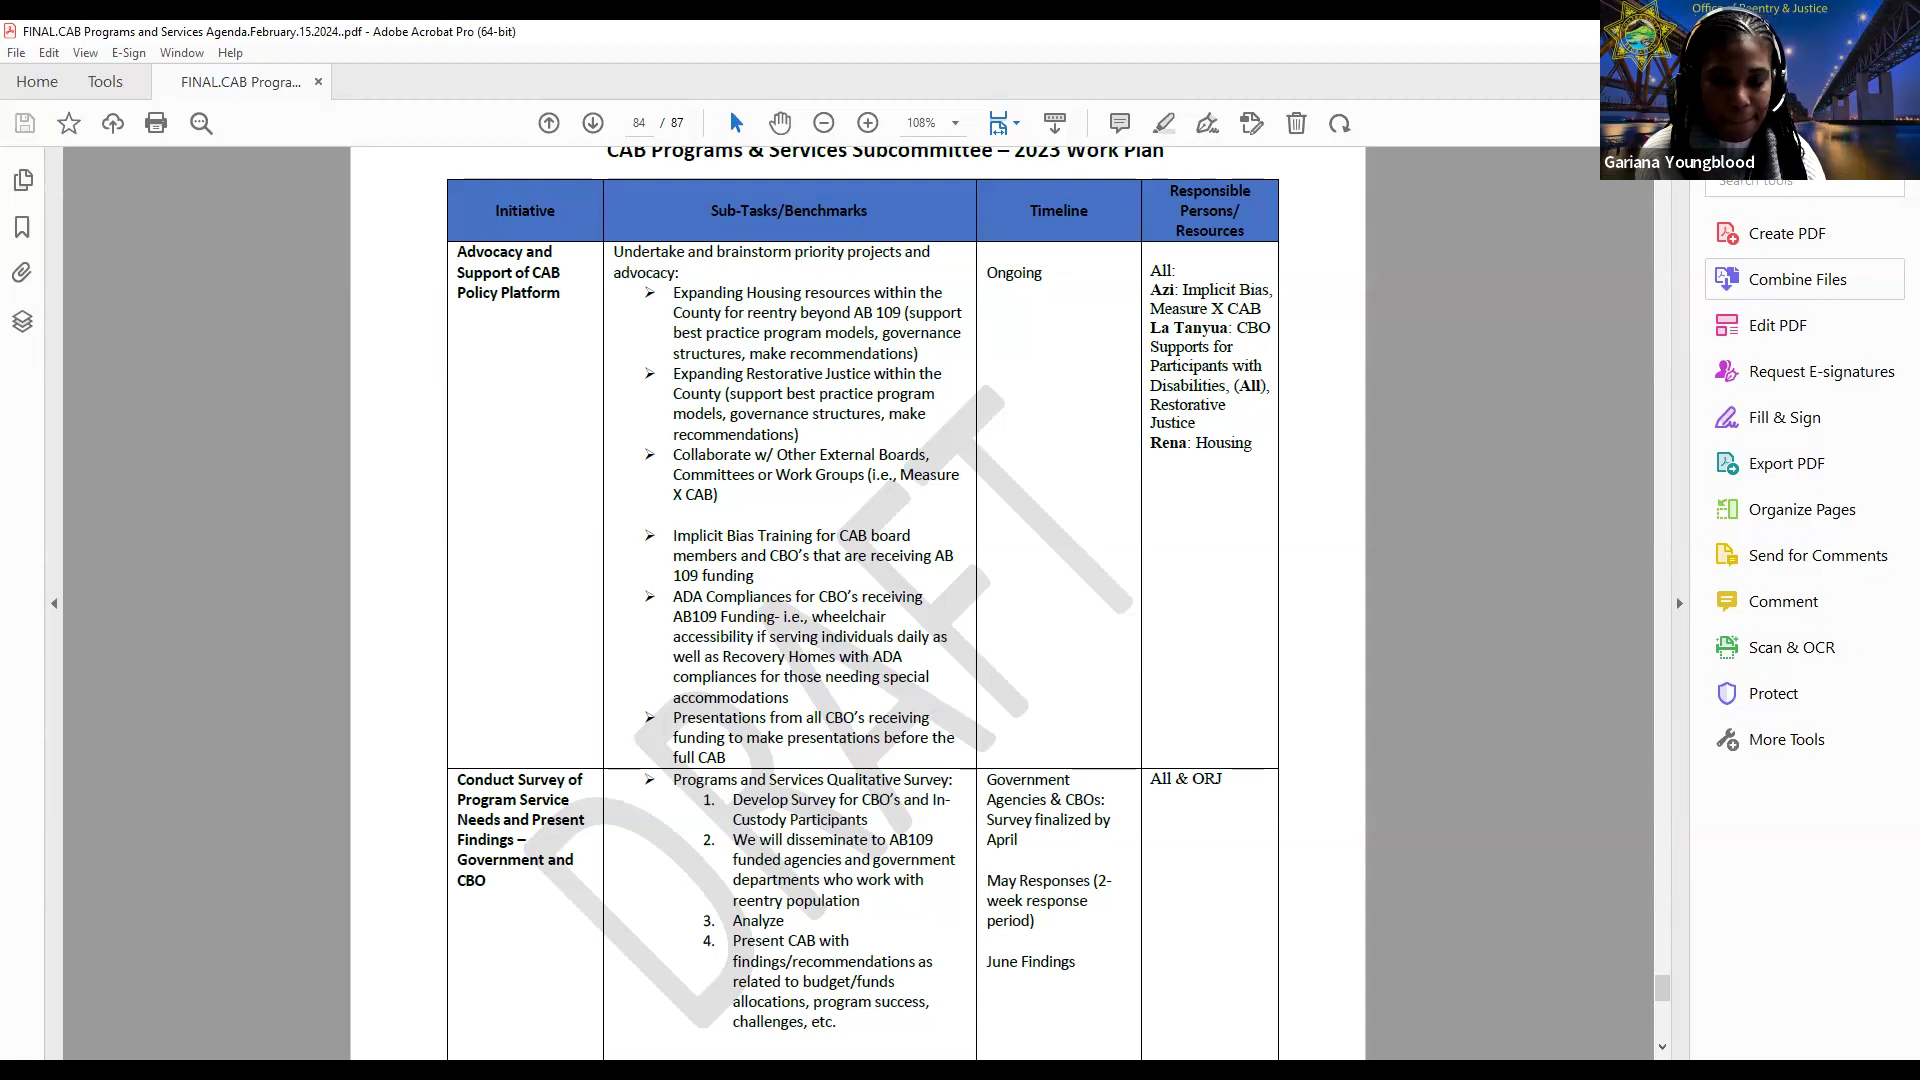 FINAL.CAB Programs and Services Agenda.February.15.2024..pdf - Adobe Acrobat Pro (64-bit)
File Edit View E-Sign Window Help
Home Tools FINAL.CAB Progra... ×
84 / 87 108%
Office of Reentry & Justice
Gariana Youngblood
CAB Programs & Services Subcommittee – 2023 Work Plan
Initiative
Sub-Tasks/Benchmarks
Timeline
Responsible
Persons/
Resources
Advocacy and
Support of CAB
Policy Platform
Undertake and brainstorm priority projects and
advocacy:
➢ Expanding Housing resources within the
County for reentry beyond AB 109 (support
best practice program models, governance
structures, make recommendations)
➢ Expanding Restorative Justice within the
County (support best practice program
models, governance structures, make
recommendations)
➢ Collaborate w/ Other External Boards,
Committees or Work Groups (i.e., Measure
X CAB)
➢ Implicit Bias Training for CAB board
members and CBO's that are receiving AB
109 funding
➢ ADA Compliances for CBO's receiving
AB109 Funding- i.e., wheelchair
accessibility if serving individuals daily as
well as Recovery Homes with ADA
compliances for those needing special
accommodations
➢ Presentations from all CBO's receiving
funding to make presentations before the
full CAB
Ongoing
All:
Azi: Implicit Bias,
Measure X CAB
La Tanyua: CBO
Supports for
Participants with
Disabilities, (All),
Restorative
Justice
Rena: Housing
Conduct Survey of
Program Service
Needs and Present
Findings –
Government and
CBO
➢ Programs and Services Qualitative Survey:
1. Develop Survey for CBO's and In-
Custody Participants
2. We will disseminate to AB109
funded agencies and government
departments who work with
reentry population
3. Analyze
4. Present CAB with
findings/recommendations as
related to budget/funds
allocations, program success,
challenges, etc.
Government
Agencies & CBOs:
Survey finalized by
April
May Responses (2-
week response
period)
June Findings
All & ORJ
DRAFT
Search tools
Create PDF
Combine Files
Edit PDF
Request E-signatures
Fill & Sign
Export PDF
Organize Pages
Send for Comments
Comment
Scan & OCR
Protect
More Tools